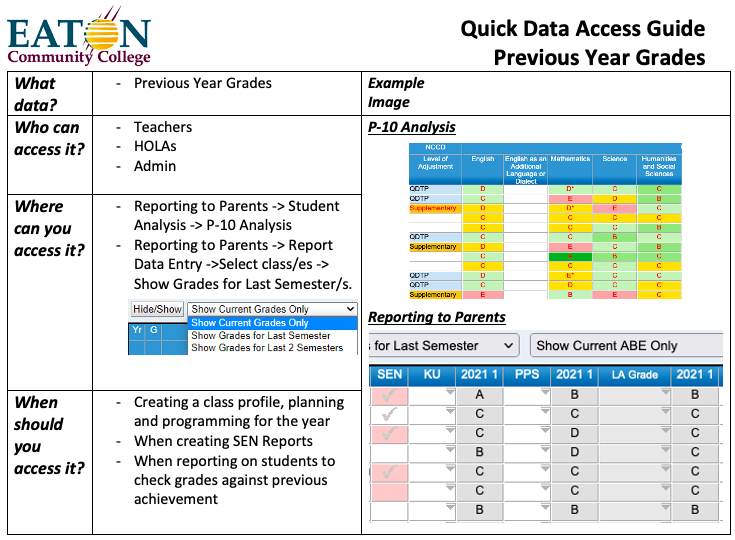 EATON
Community College
Quick Data Access Guide
Previous Year Grades
What
data?
- Previous Year Grades
Example
Image
Who can
access it?
- Teachers
- HOLAs
- Admin
Where
can you
access it?
- Reporting to Parents -> Student
Analysis -> P-10 Analysis
- Reporting to Parents -> Report
Data Entry ->Select class/es ->
Show Grades for Last Semester/s.
Hide/Show Show Current Grades Only
Show Current Grades Only
Yr G Show Grades for Last Semester
Show Grades for Last 2 Semesters
When
should
you
access it?
- Creating a class profile, planning
and programming for the year
- When creating SEN Reports
- When reporting on students to
check grades against previous
achievement
P-10 Analysis
NCCD
Level of English English as an Mathematics Science Humanities
Adjustment Additional and Social
Language or Sciences
Dialect
QDTP D D* C C
QDTP C E D B
Supplementary D D* E C
C C C C
C C C C
QDTP C C B C
Supplementary D E C B
C B C
C C C C
QDTP D E* C C
QDTP D C C C
Supplementary E B E C
Reporting to Parents
s for Last Semester Show Current ABE Only
SEN KU 2021 1 PPS 2021 1 LA Grade 2021 1
A B B
C C C
C D C
B D C
C C C
C C C
B B B